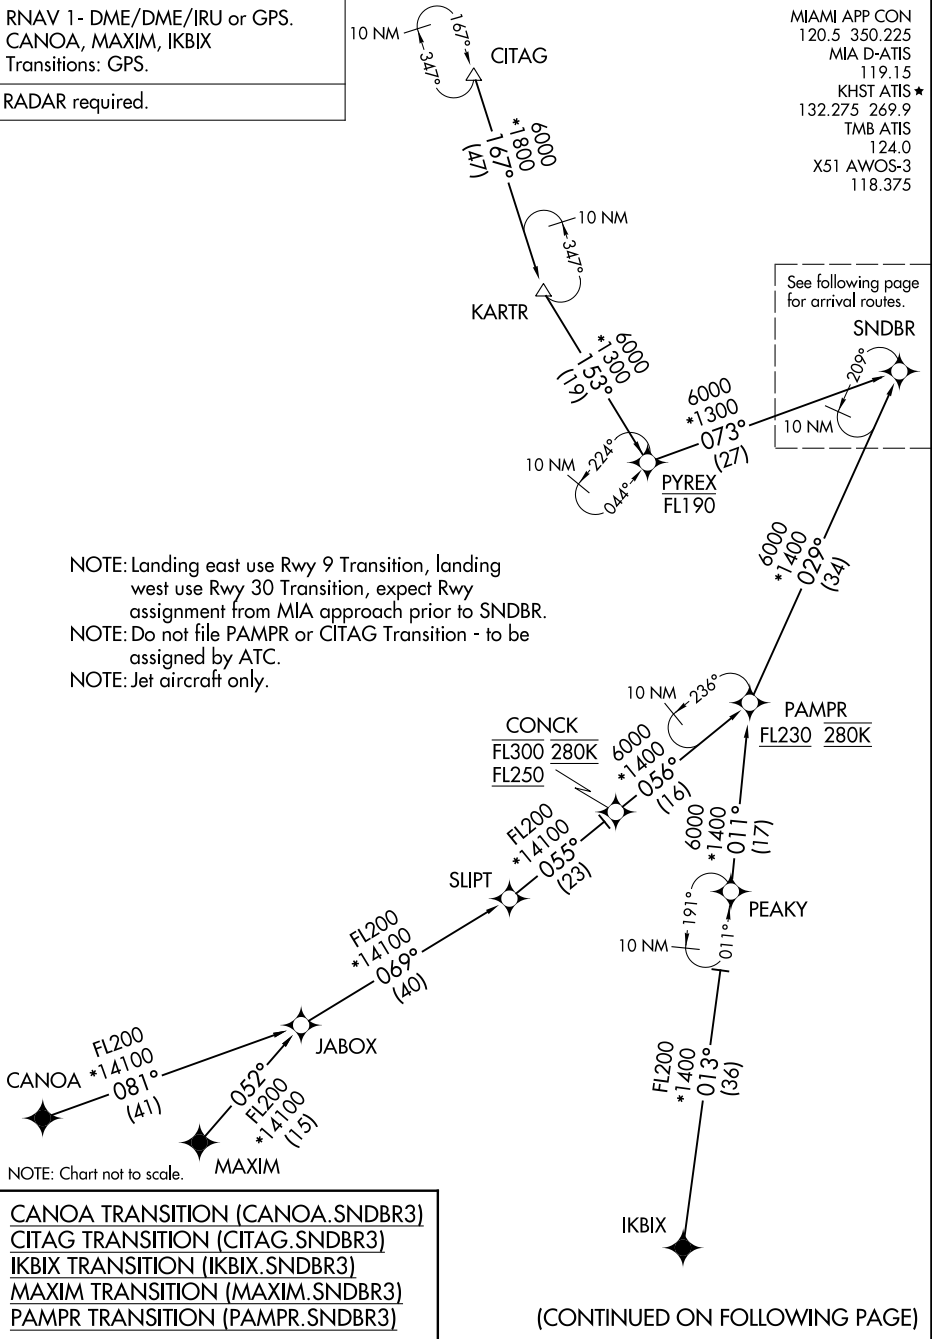 RNAV 1- DME/DME/IRU or GPS.
CANOA, MAXIM, IKBIX
Transitions: GPS.
RADAR required.
MIAMI APP CON
120.5 350.225
MIA D-ATIS
119.15
KHST ATIS ★
132.275 269.9
TMB ATIS
124.0
X51 AWOS-3
118.375
10 NM
167°
347°
CITAG
6000
*1800
167°
(47)
10 NM
347°
KARTR
6000
*1300
153°
(19)
See following page
for arrival routes.
SNDBR
209°
10 NM
6000
*1300
073°
(27)
10 NM
224°
044°
PYREX
FL190
6000
*1400
029°
(34)
NOTE: Landing east use Rwy 9 Transition, landing
west use Rwy 30 Transition, expect Rwy
assignment from MIA approach prior to SNDBR.
NOTE: Do not file PAMPR or CITAG Transition - to be
assigned by ATC.
NOTE: Jet aircraft only.
10 NM
236°
PAMPR
FL230 280K
CONCK
FL300 280K
FL250
6000
*1400
056°
(16)
6000
*1400
011°
(17)
FL200
*14100
055°
(23)
SLIPT
PEAKY
191°
011°
10 NM
FL200
*14100
069°
(40)
JABOX
FL200
*14100
081°
(41)
CANOA
052°
FL200
*14100
(15)
MAXIM
FL200
*1400
013°
(36)
IKBIX
NOTE: Chart not to scale.
CANOA TRANSITION (CANOA.SNDBR3)
CITAG TRANSITION (CITAG.SNDBR3)
IKBIX TRANSITION (IKBIX.SNDBR3)
MAXIM TRANSITION (MAXIM.SNDBR3)
PAMPR TRANSITION (PAMPR.SNDBR3)
(CONTINUED ON FOLLOWING PAGE)